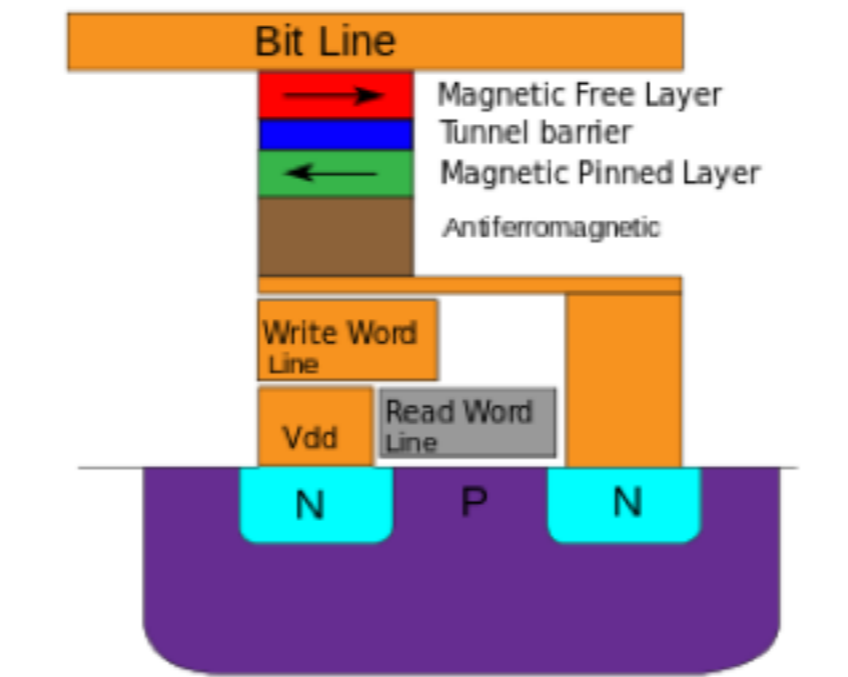 Bit Line
Magnetic Free Layer
Tunnel barrier
Magnetic Pinned Layer
Antiferromagnetic
Write Word
Line
Vdd
Read Word
Line
N
P
N